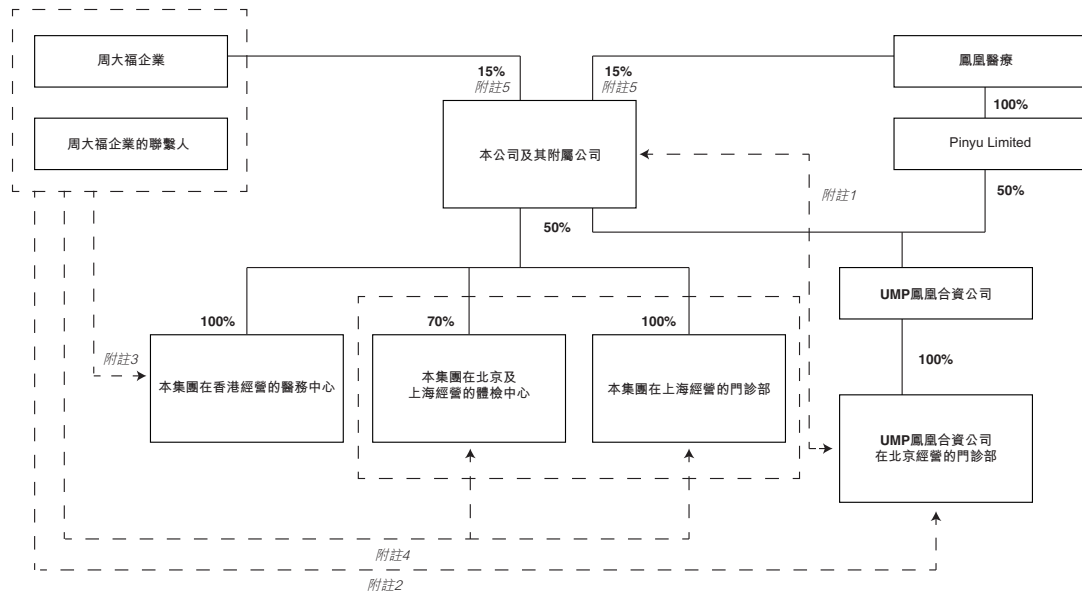 周大福企業
鳳凰醫療
15%
附註5
15%
附註5
100%
周大福企業的聯繫人
本公司及其附屬公司
Pinyu Limited
附註1
50%
50%
UMP鳳凰合資公司
100%
70%
100%
附註3
100%
本集團在香港經營的醫務中心
本集團在北京及
上海經營的體檢中心
本集團在上海經營的門診部
UMP鳳凰合資公司
在北京經營的門診部
附註4
附註2